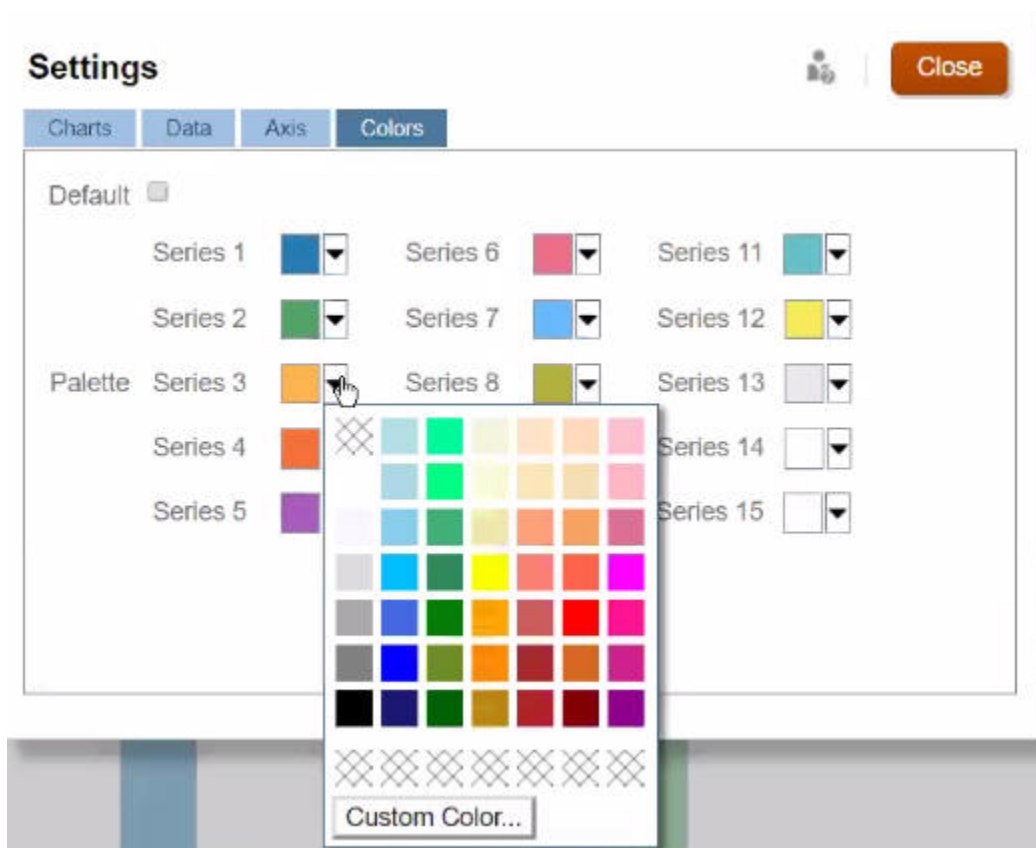 Settings
Close
Charts Data Axis Colors
Default
Series 1 Series 6 Series 11
Series 2 Series 7 Series 12
Palette Series 3 Series 8 Series 13
Series 4 Series 14
Series 5 Series 15
Custom Color...